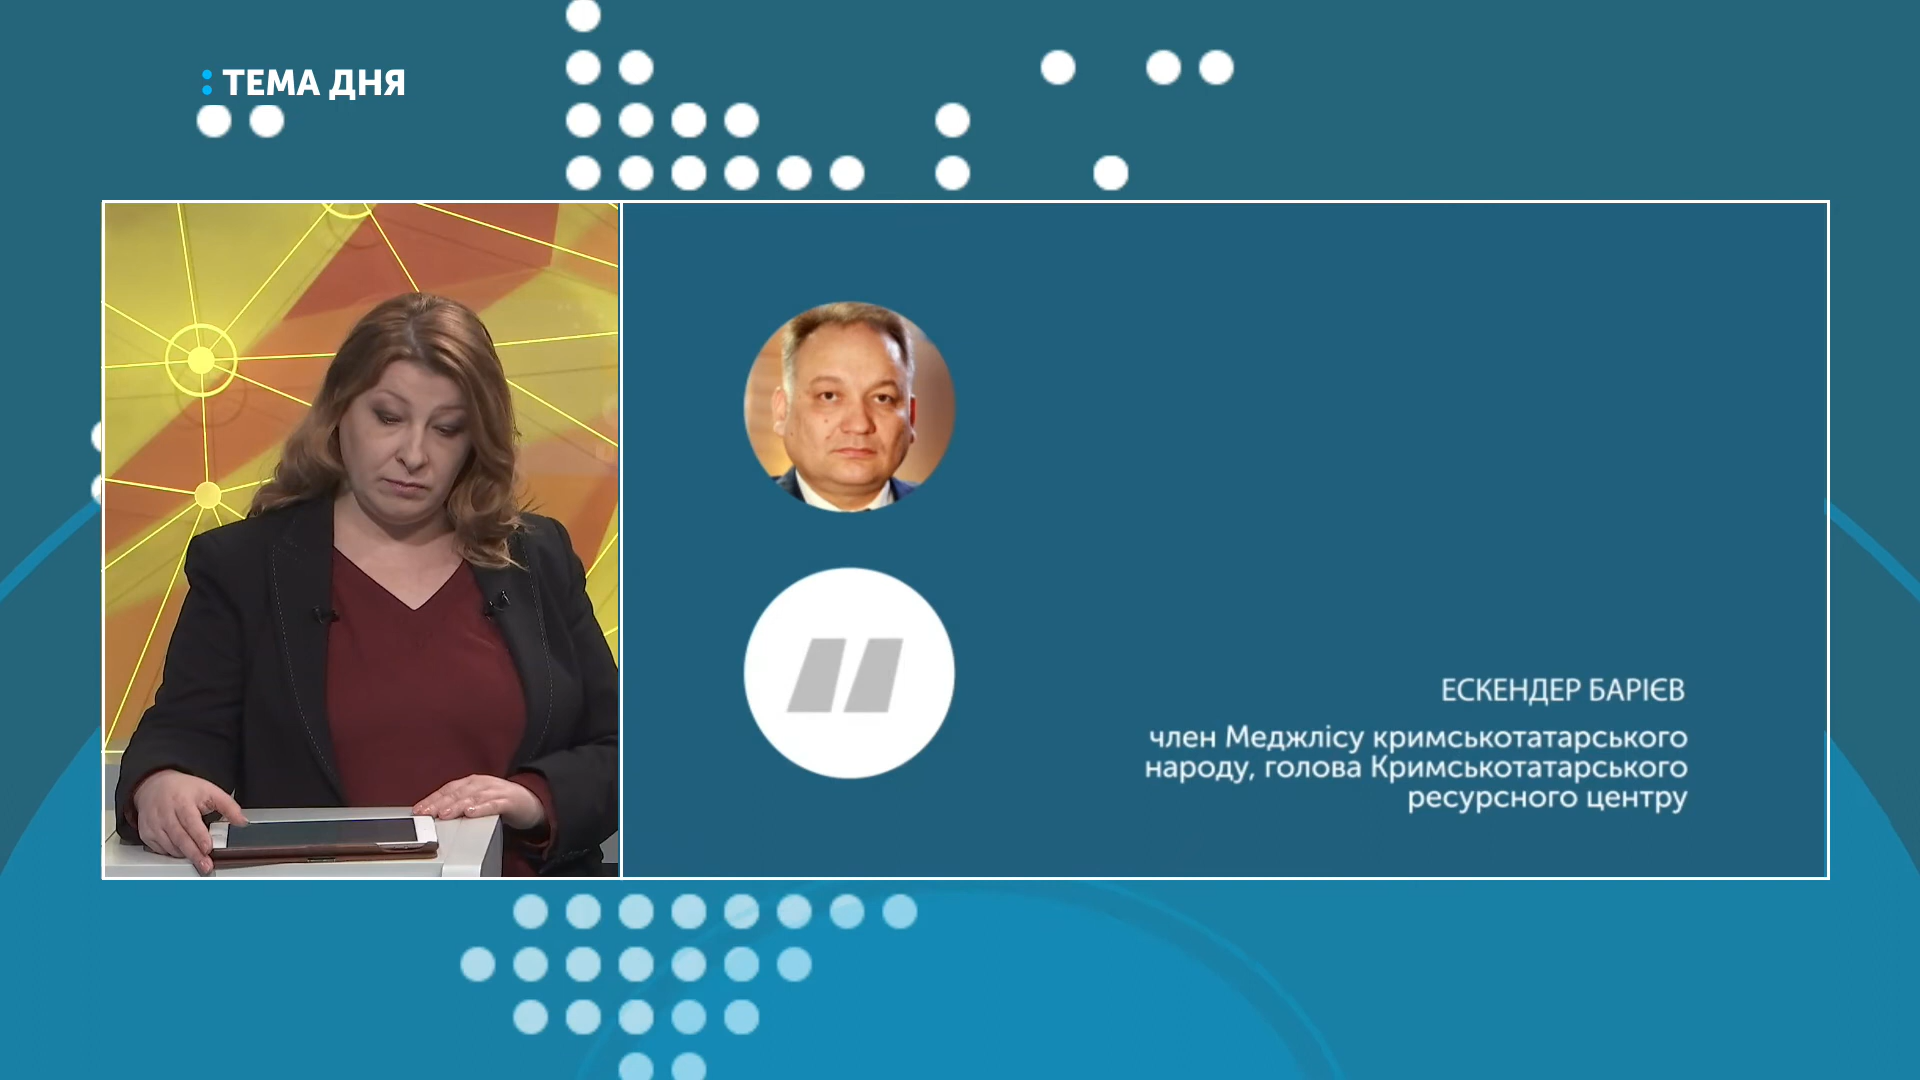 : ТЕМА ДНЯ
ЕСКЕНДЕР БАРІЄВ
член Меджлісу кримськотатарського
народу, голова Кримськотатарського
ресурсного центру